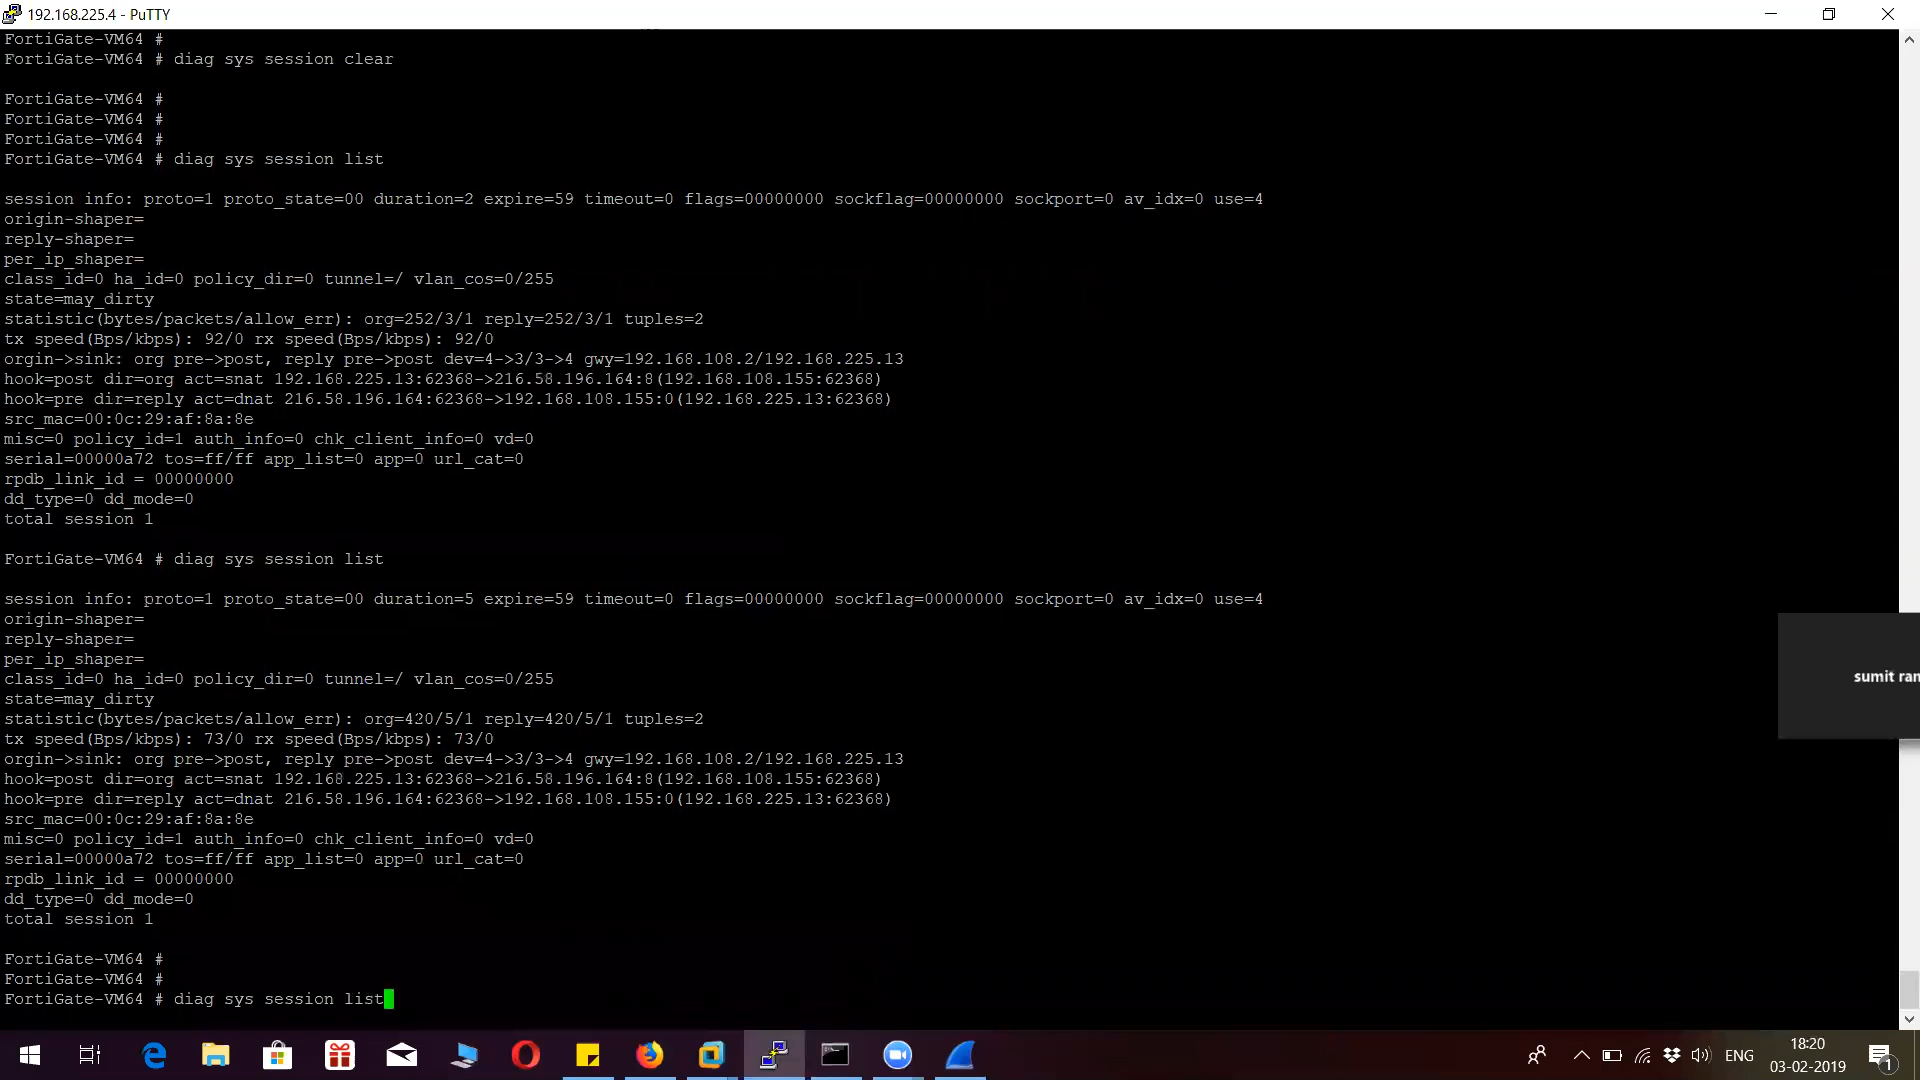 192.168.225.4 - PuTTY
FortiGate-VM64 #
FortiGate-VM64 # diag sys session clear
FortiGate-VM64 #
FortiGate-VM64 #
FortiGate-VM64 #
FortiGate-VM64 # diag sys session list
session info: proto=1 proto_state=00 duration=2 expire=59 timeout=0 flags=00000000 sockflag=00000000 sockport=0 av_idx=0 use=4
origin-shaper=
reply-shaper=
per_ip_shaper=
class_id=0 ha_id=0 policy_dir=0 tunnel=/ vlan_cos=0/255
state=may_dirty
statistic(bytes/packets/allow_err): org=252/3/1 reply=252/3/1 tuples=2
tx speed(Bps/kbps): 92/0 rx speed(Bps/kbps): 92/0
orgin->sink: org pre->post, reply pre->post dev=4->3/3->4 gwy=192.168.108.2/192.168.225.13
hook=post dir=org act=snat 192.168.225.13:62368->216.58.196.164:8(192.168.108.155:62368)
hook=pre dir=reply act=dnat 216.58.196.164:62368->192.168.108.155:0(192.168.225.13:62368)
src_mac=00:0c:29:af:8a:8e
misc=0 policy_id=1 auth_info=0 chk_client_info=0 vd=0
serial=00000a72 tos=ff/ff app_list=0 app=0 url_cat=0
rpdb_link_id = 00000000
dd_type=0 dd_mode=0
total session 1
FortiGate-VM64 # diag sys session list
session info: proto=1 proto_state=00 duration=5 expire=59 timeout=0 flags=00000000 sockflag=00000000 sockport=0 av_idx=0 use=4
origin-shaper=
reply-shaper=
per_ip_shaper=
class_id=0 ha_id=0 policy_dir=0 tunnel=/ vlan_cos=0/255
state=may_dirty
statistic(bytes/packets/allow_err): org=420/5/1 reply=420/5/1 tuples=2
tx speed(Bps/kbps): 73/0 rx speed(Bps/kbps): 73/0
orgin->sink: org pre->post, reply pre->post dev=4->3/3->4 gwy=192.168.108.2/192.168.225.13
hook=post dir=org act=snat 192.168.225.13:62368->216.58.196.164:8(192.168.108.155:62368)
hook=pre dir=reply act=dnat 216.58.196.164:62368->192.168.108.155:0(192.168.225.13:62368)
src_mac=00:0c:29:af:8a:8e
misc=0 policy_id=1 auth_info=0 chk_client_info=0 vd=0
serial=00000a72 tos=ff/ff app_list=0 app=0 url_cat=0
rpdb_link_id = 00000000
dd_type=0 dd_mode=0
total session 1
FortiGate-VM64 #
FortiGate-VM64 #
FortiGate-VM64 # diag sys session list
sumit ran
ENG
18:20
03-02-2019
1